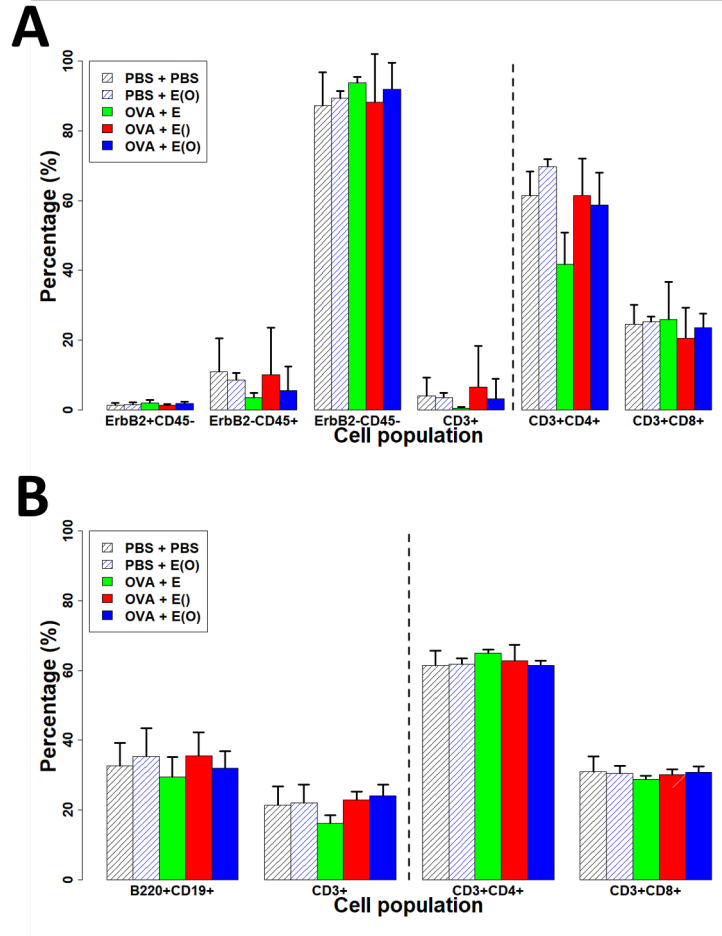 A
Percentage (%)
100
80
60
40
20
0
PBS + PBS
PBS + E(O)
OVA + E
OVA + E()
OVA + E(O)
ErbB2+CD45- ErbB2-CD45+ ErbB2-CD45- CD3+ CD3+CD4+ CD3+CD8+
Cell population
B
Percentage (%)
100
80
60
40
20
0
PBS + PBS
PBS + E(O)
OVA + E
OVA + E()
OVA + E(O)
B220+CD19+ CD3+ CD3+CD4+ CD3+CD8+
Cell population